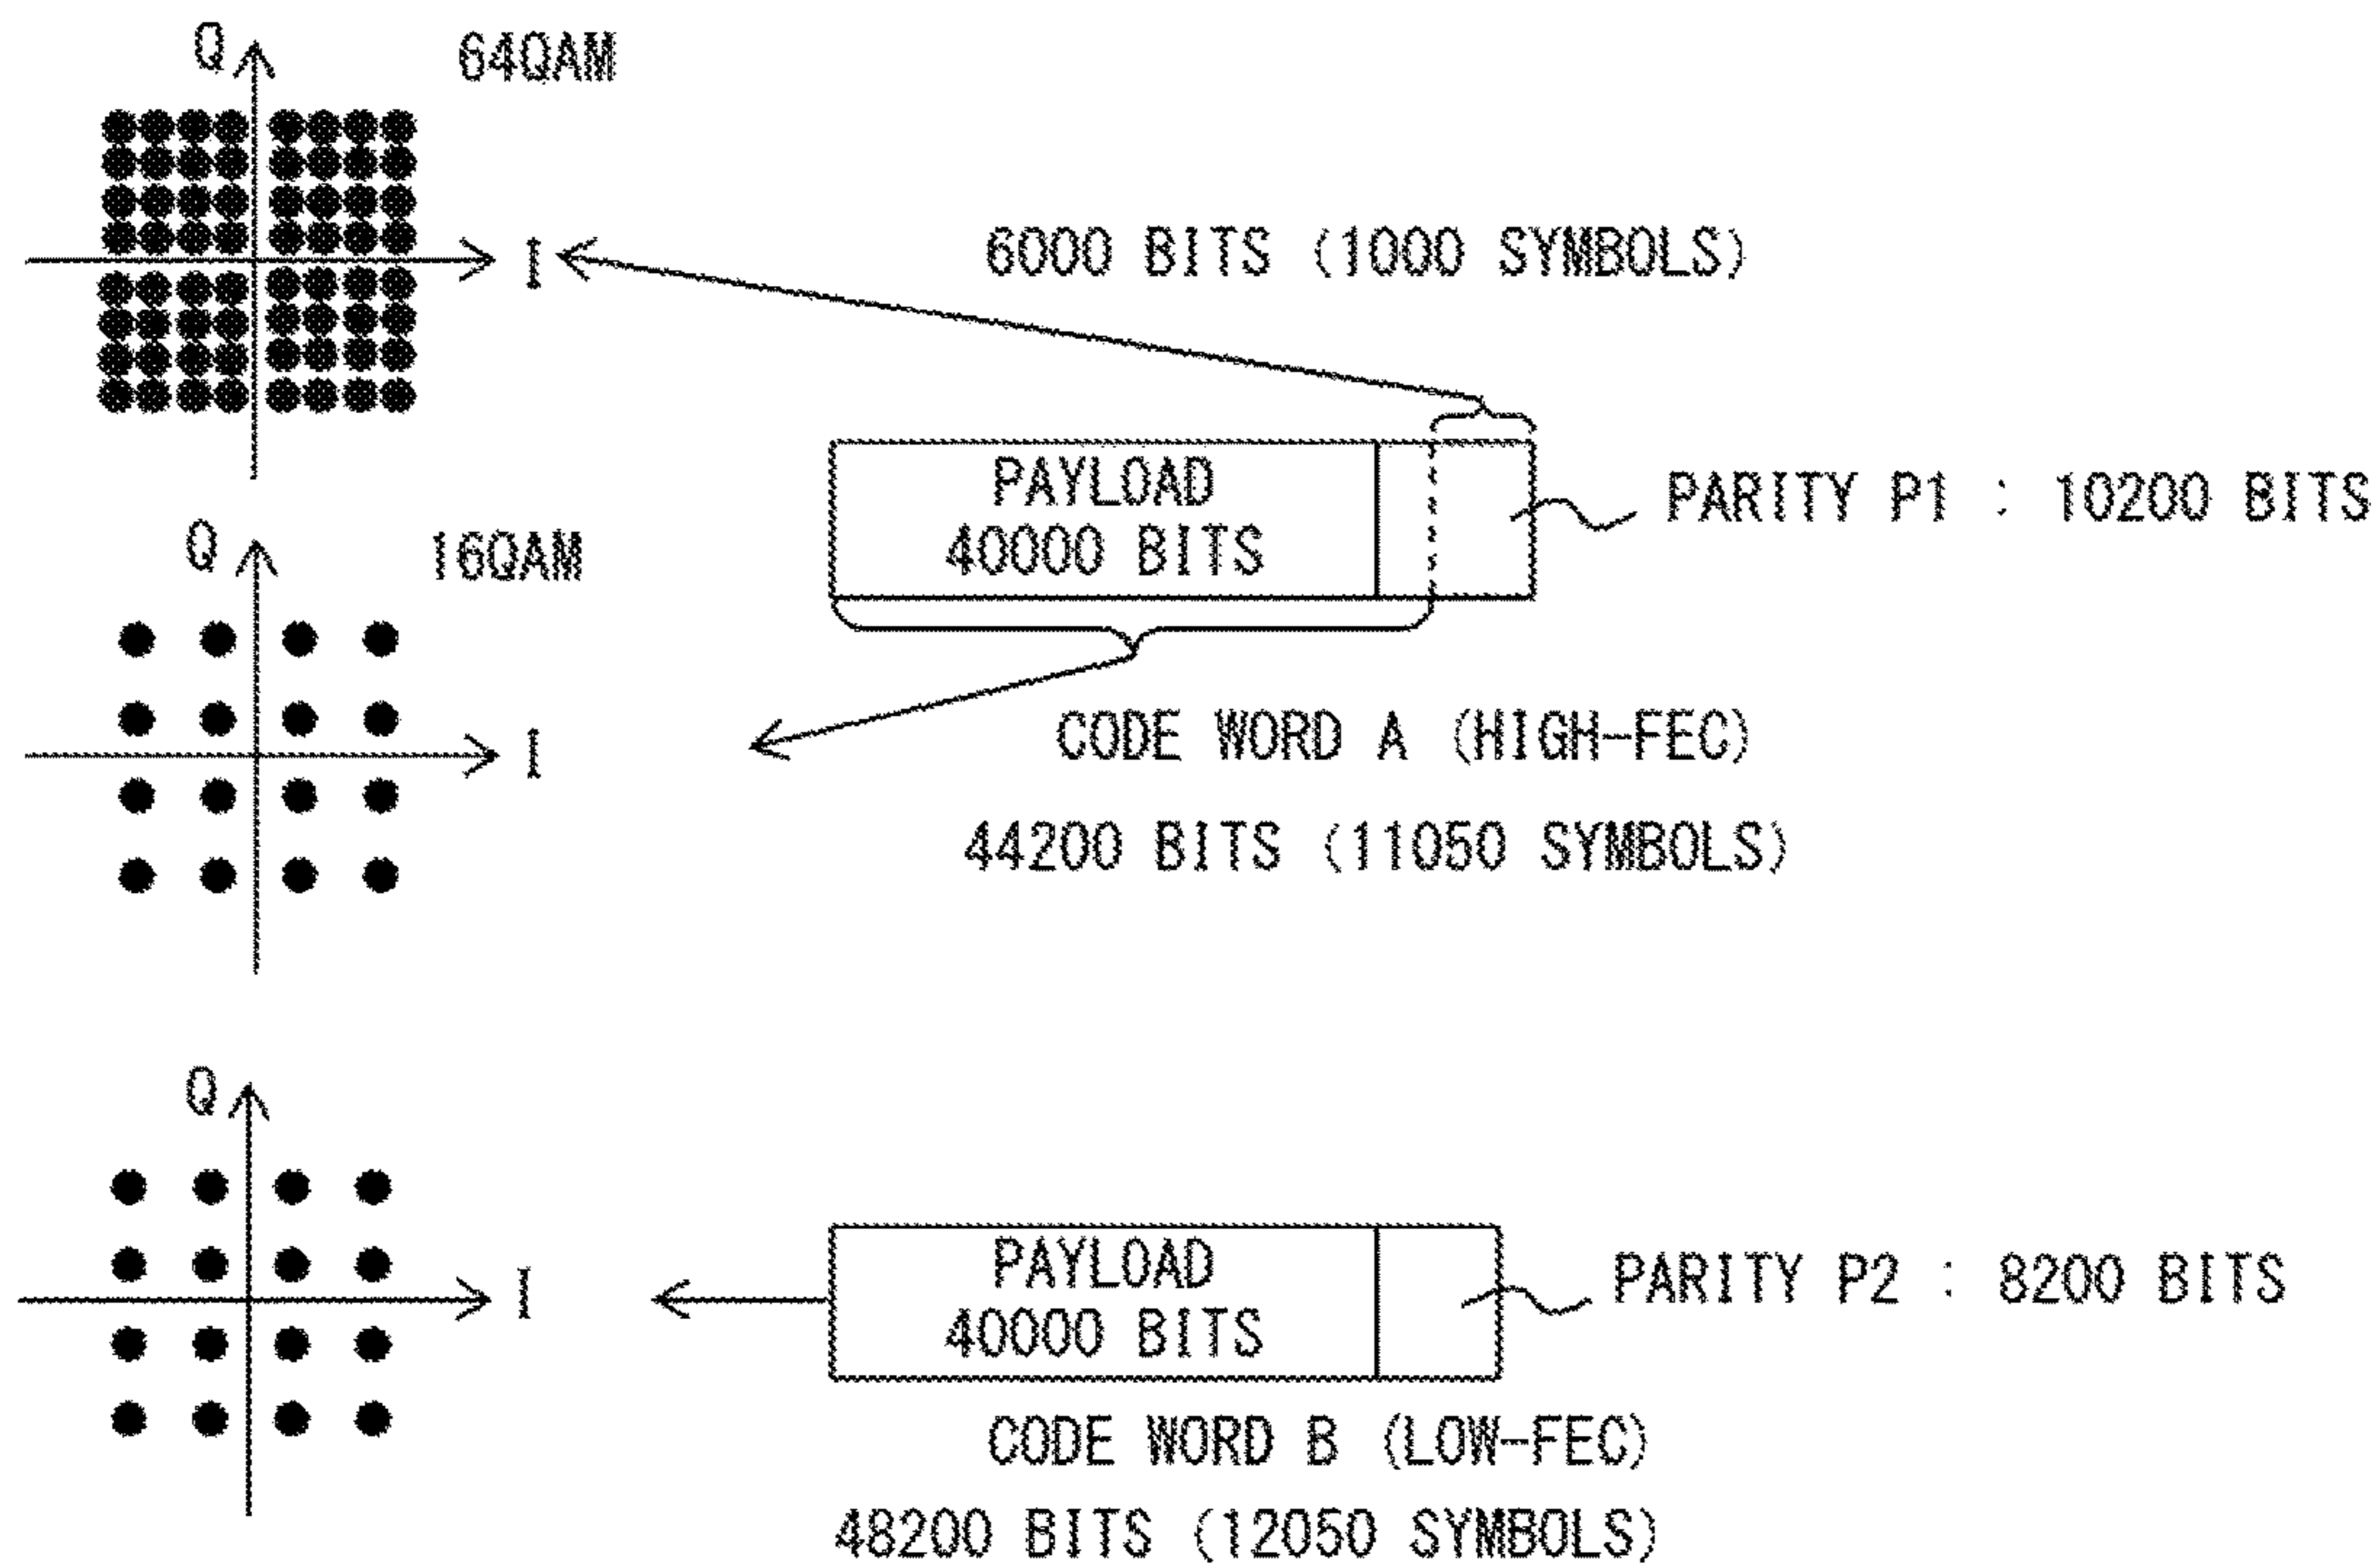 Q
64QAM
I
6000 BITS (1000 SYMBOLS)
PAYLOAD
40000 BITS
PARITY P1 : 10200 BITS
Q
16QAM
I
CODE WORD A (HIGH-FEC)
44200 BITS (11050 SYMBOLS)
Q
I
PAYLOAD
40000 BITS
PARITY P2 : 8200 BITS
CODE WORD B (LOW-FEC)
48200 BITS (12050 SYMBOLS)